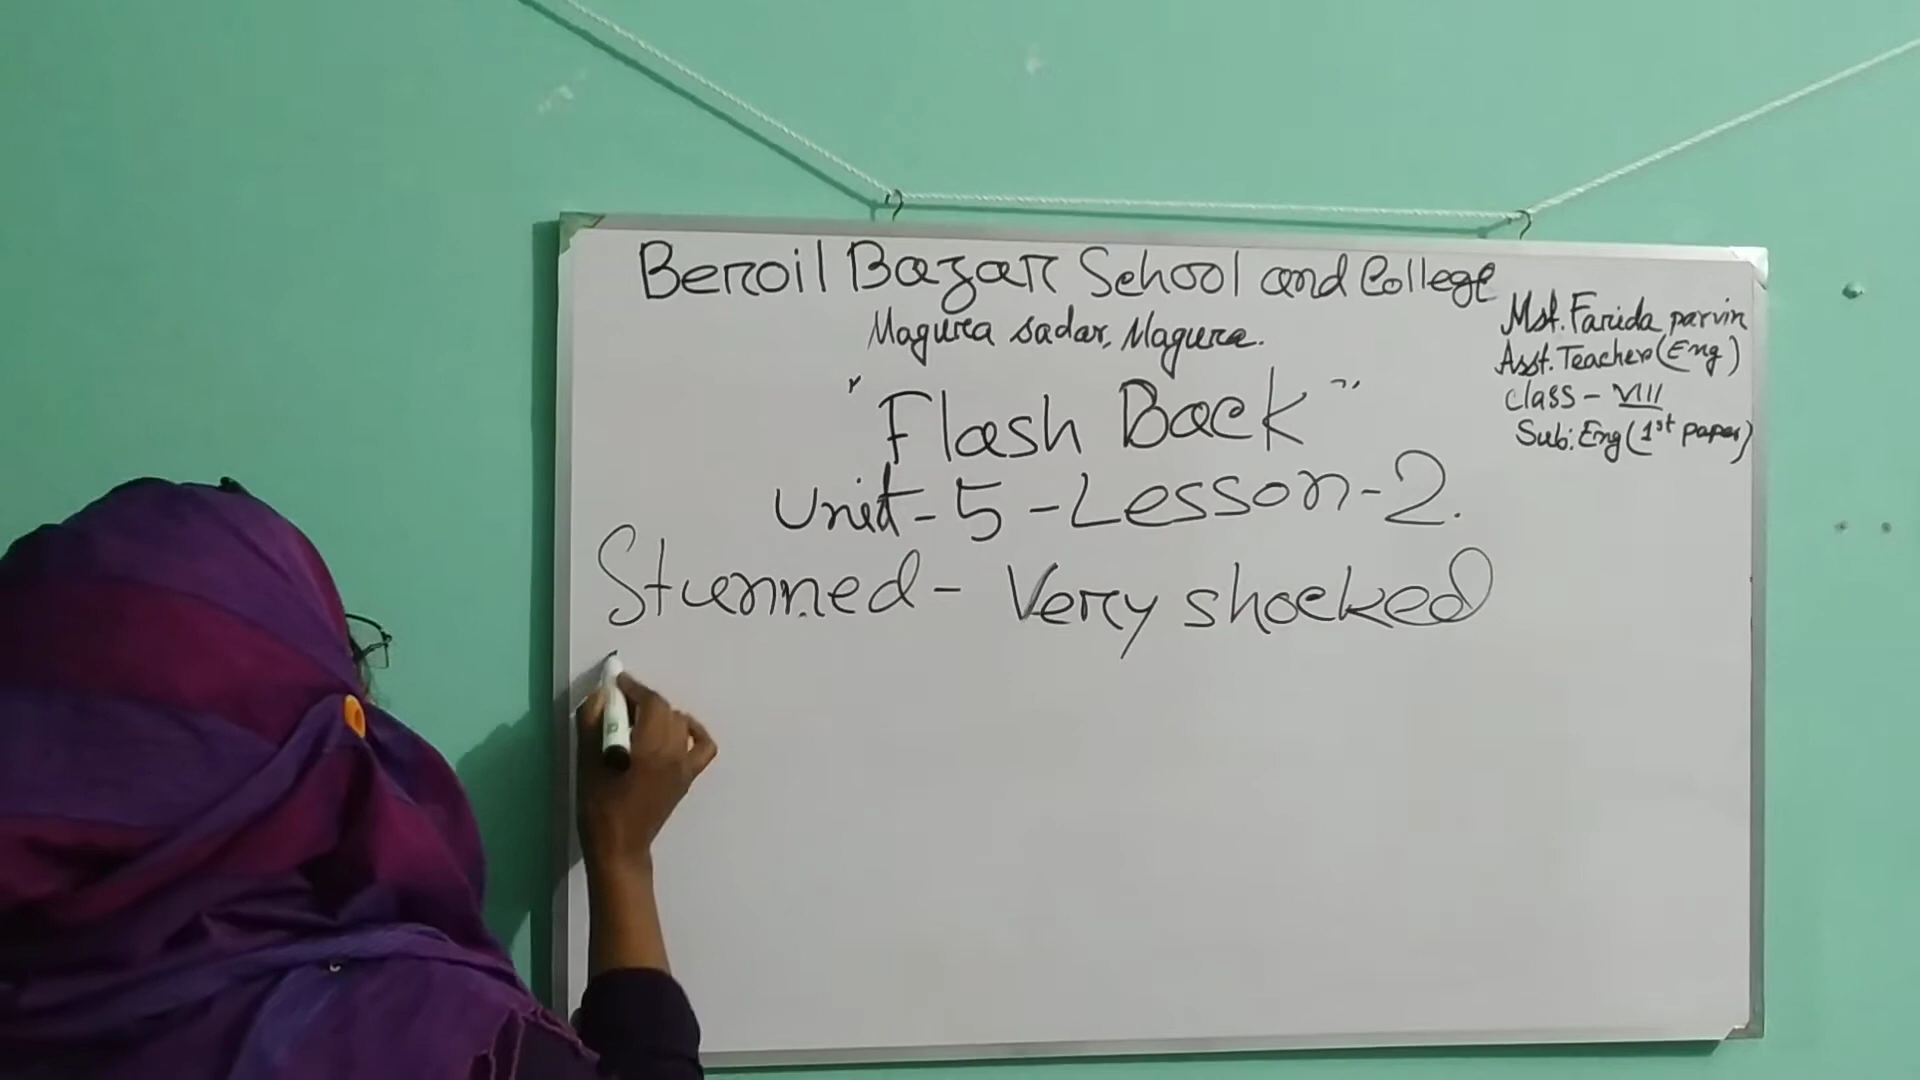 Beroil Bazar School and College
Magura sadar, Magura.
"Flash Back"
Unit-5-Lesson-2.
Stunned - Very shocked
Mst. Farida parvin
Asst. Teacher (Eng)
Class - VIII
Sub: Eng (1st paper)